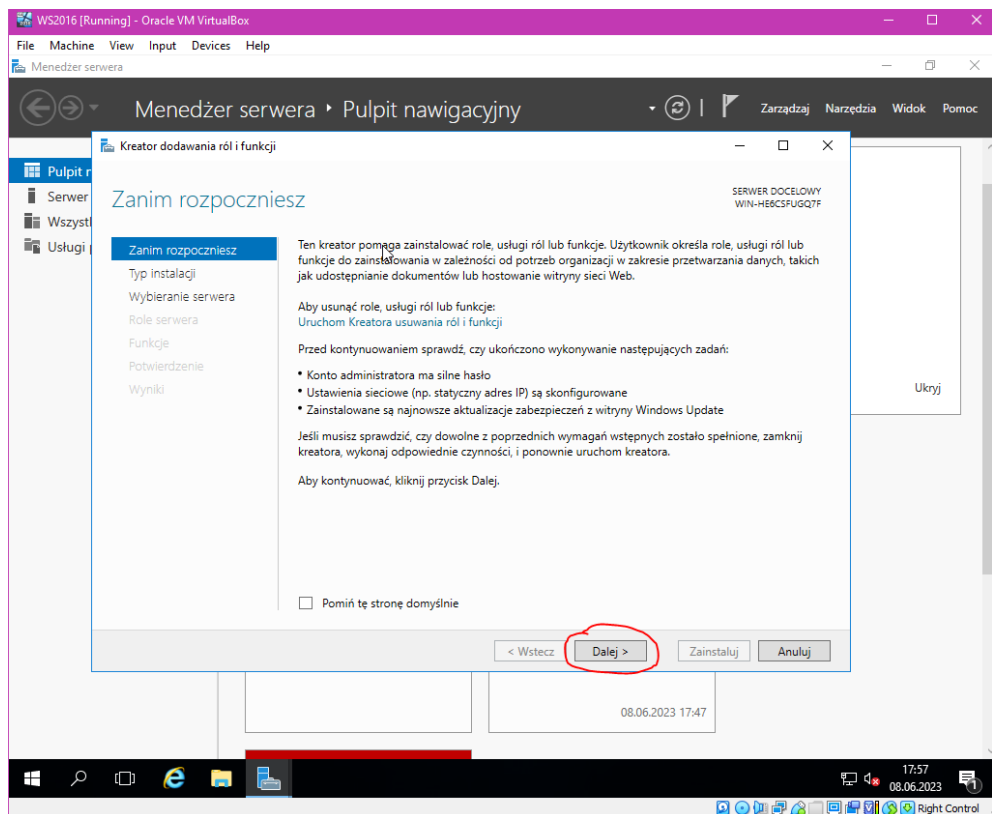 WS2016 [Running] - Oracle VM VirtualBox
File Machine View Input Devices Help
Menedżer serwera
Menedżer serwera Pulpit nawigacyjny
Zarządzaj Narzędzia Widok Pomoc
Kreator dodawania ról i funkcji
Pulpit r
Serwer
Wszystl
Usługi
Zanim rozpoczniesz
SERWER DOCELOWY
WIN-HE6CSFUGQ7F
Zanim rozpoczniesz
Typ instalacji
Wybieranie serwera
Role serwera
Funkcje
Potwierdzenie
Wyniki
Ten kreator pomaga zainstalować role, usługi ról lub funkcje. Użytkownik określa role, usługi ról lub
funkcje do zainstalowania w zależności od potrzeb organizacji w zakresie przetwarzania danych, takich
jak udostępnianie dokumentów lub hostowanie witryny sieci Web.
Aby usunąć role, usługi ról lub funkcje:
Uruchom Kreatora usuwania ról i funkcji
Przed kontynuowaniem sprawdź, czy ukończono wykonywanie następujących zadań:
• Konto administratora ma silne hasło
• Ustawienia sieciowe (np. statyczny adres IP) są skonfigurowane
• Zainstalowane są najnowsze aktualizacje zabezpieczeń z witryny Windows Update
Jeśli musisz sprawdzić, czy dowolne z poprzednich wymagań wstępnych zostało spełnione, zamknij
kreatora, wykonaj odpowiednie czynności, i ponownie uruchom kreatora.
Aby kontynuować, kliknij przycisk Dalej.
Pomiń tę stronę domyślnie
< Wstecz Dalej > Zainstaluj Anuluj
Ukryj
08.06.2023 17:47
17:57
08.06.2023
1
Right Control